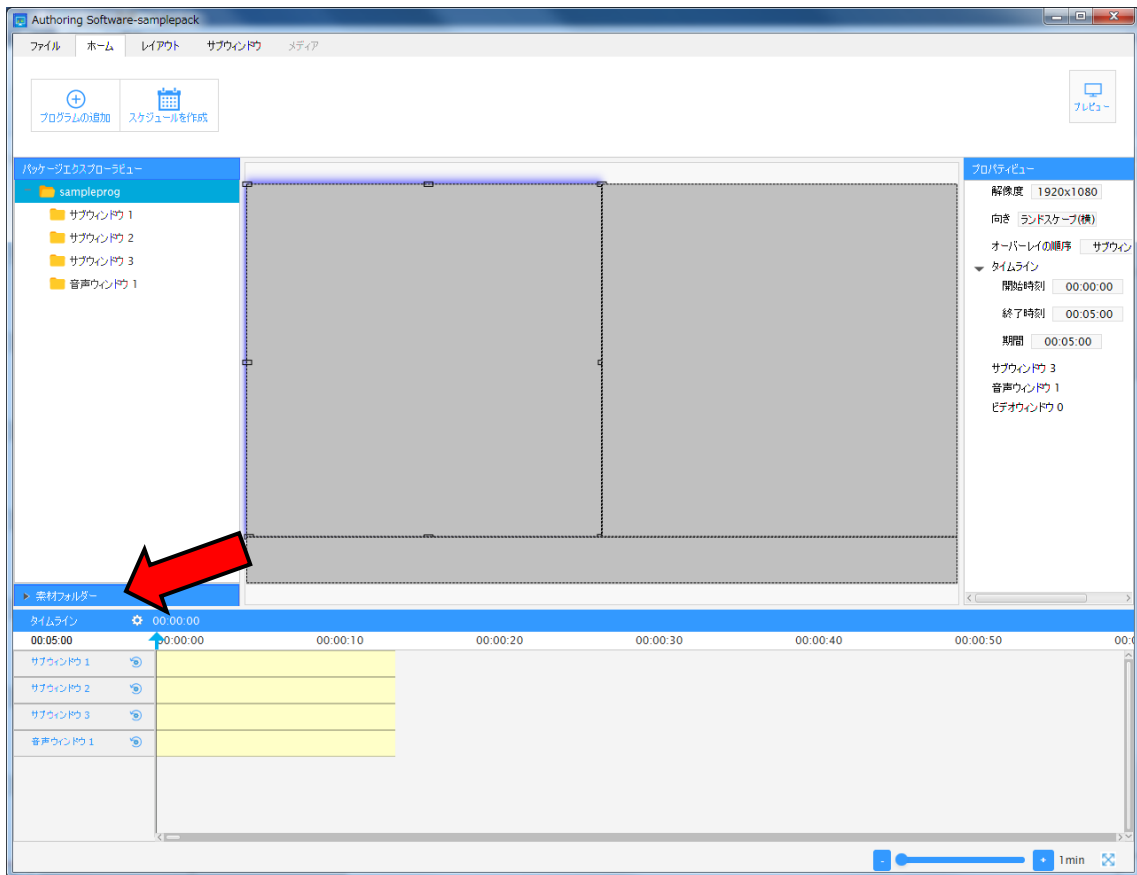 Authoring Software-samplepack
ファイル ホーム レイアウト サブウィンドウ メディア
プログラムの追加 スケジュールを作成
プレビュー
パッケージエクスプローラビュー
sampleprog
サブウィンドウ 1
サブウィンドウ 2
サブウィンドウ 3
音声ウィンドウ 1
素材フォルダー
プロパティビュー
解像度 1920x1080
向き ランドスケープ(横)
オーバーレイの順序 サブウィン
タイムライン
開始時刻 00:00:00
終了時刻 00:05:00
期間 00:05:00
サブウィンドウ 3
音声ウィンドウ 1
ビデオウィンドウ 0
タイムライン 00:00:00
00:05:00 00:00:00 00:00:10 00:00:20 00:00:30 00:00:40 00:00:50 00:0
サブウィンドウ 1
サブウィンドウ 2
サブウィンドウ 3
音声ウィンドウ 1
- + 1min